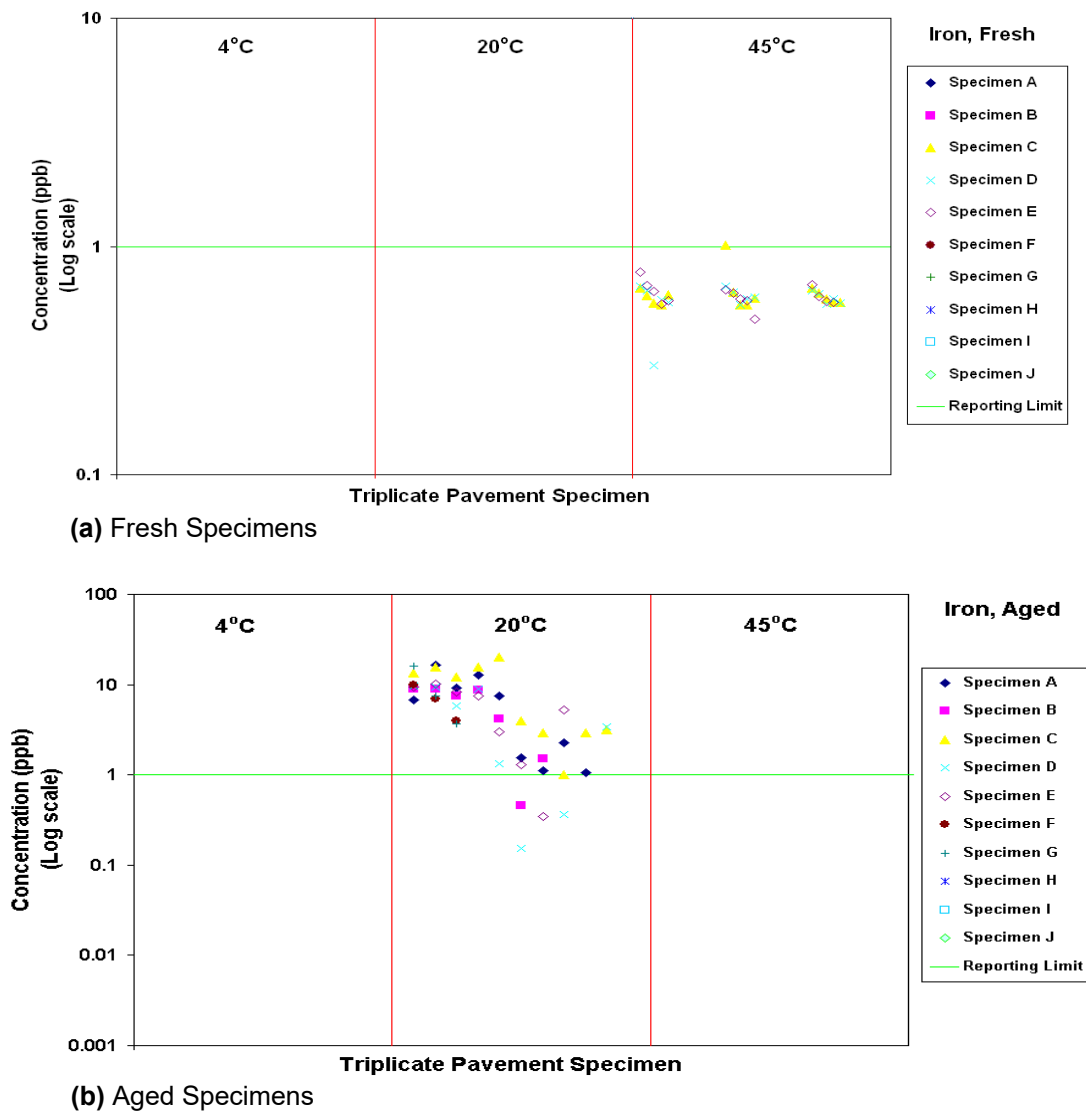 10
4°C
20°C
45°C
Iron, Fresh
Specimen A
Specimen B
Specimen C
Specimen D
Specimen E
Specimen F
Specimen G
Specimen H
Specimen I
Specimen J
Reporting Limit
Concentration (ppb)
(Log scale)
1
0.1
Triplicate Pavement Specimen
(a) Fresh Specimens
100
4°C
20°C
45°C
Iron, Aged
Specimen A
Specimen B
Specimen C
Specimen D
Specimen E
Specimen F
Specimen G
Specimen H
Specimen I
Specimen J
Reporting Limit
Concentration (ppb)
(Log scale)
10
1
0.1
0.01
0.001
Triplicate Pavement Specimen
(b) Aged Specimens